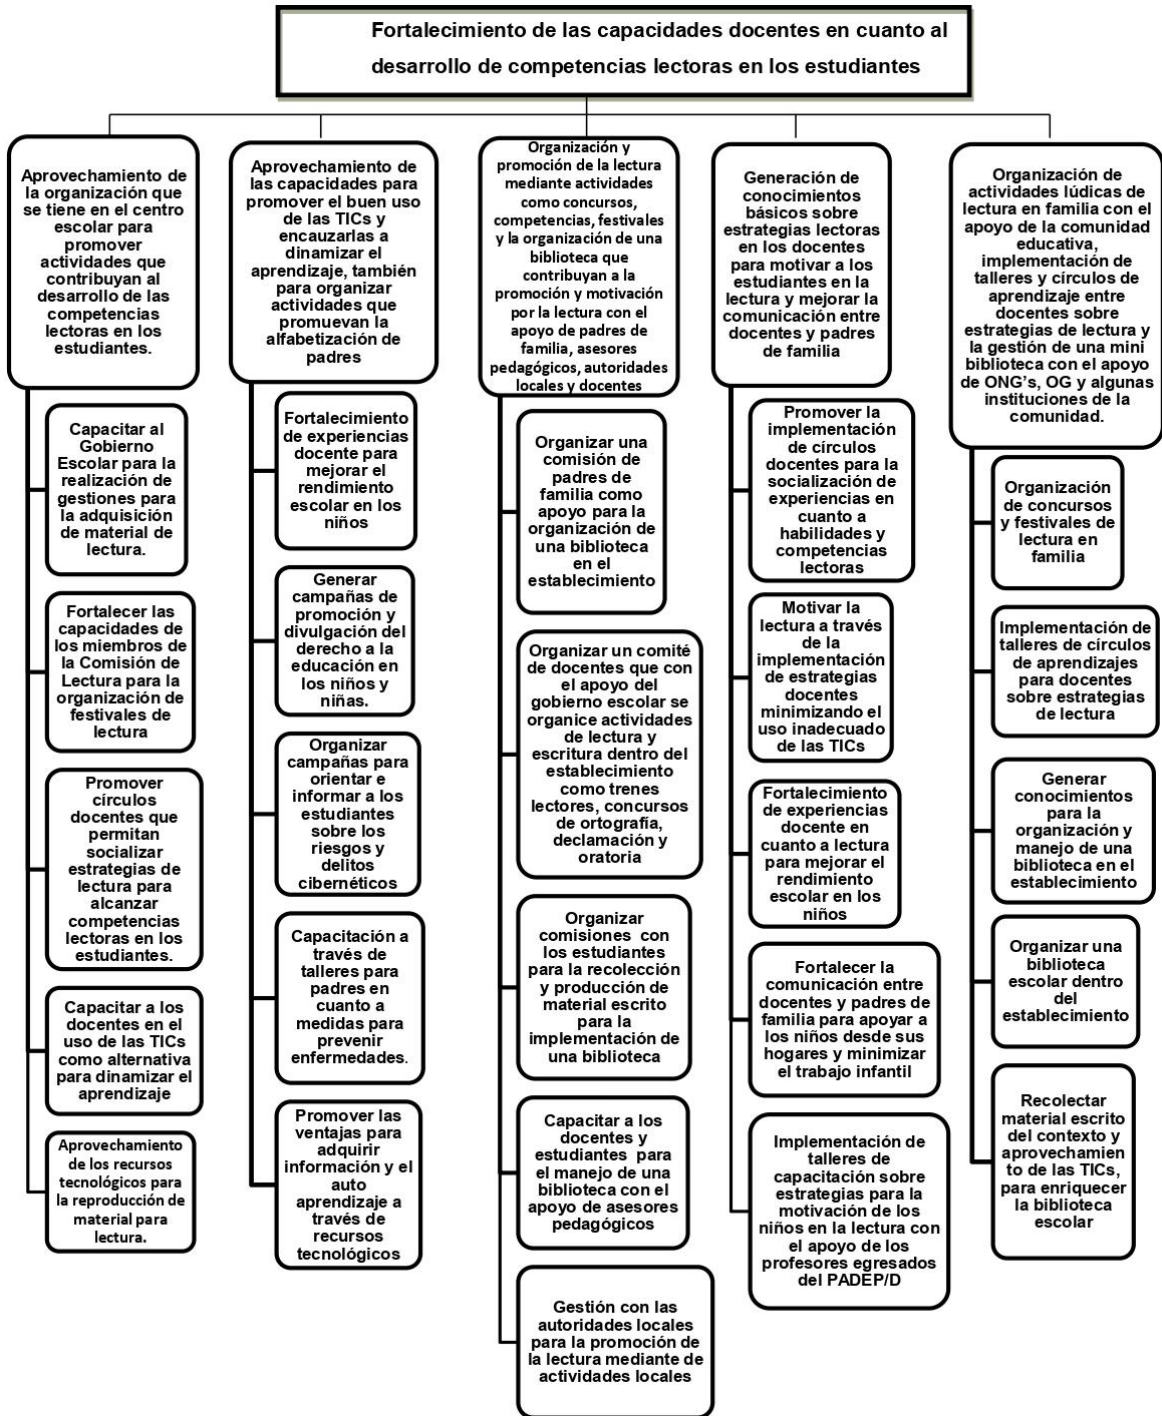 Fortalecimiento de las capacidades docentes en cuanto al
desarrollo de competencias lectoras en los estudiantes
Aprovechamiento de
la organización que
se tiene en el centro
escolar para
promover
actividades que
contribuyan al
desarrollo de las
competencias
lectoras en los
estudiantes.
Capacitar al
Gobierno
Escolar para la
realización de
gestiones para
la adquisición
de material de
lectura.
Fortalecer las
capacidades de
los miembros de
la Comisión de
Lectura para la
organización de
festivales de
lectura
Promover
círculos
docentes que
permitan
socializar
estrategias de
lectura para
alcanzar
competencias
lectoras en los
estudiantes.
Capacitar a los
docentes en el
uso de las TICs
como alternativa
para dinamizar el
aprendizaje
Aprovechamiento
de los recursos
tecnológicos para
la reproducción de
material para
lectura.
Aprovechamiento de
las capacidades para
promover el buen
uso de las TICs y
encauzarlas a
dinamizar el
aprendizaje, también
para organizar
actividades que
promuevan la
alfabetización de
padres
Fortalecimiento
de experiencias
docente para
mejorar el
rendimiento
escolar en los
niños
Generar
campañas de
promoción y
divulgación del
derecho a la
educación en
los niños y
niñas.
Organizar
campañas para
orientar e
informar a los
estudiantes
sobre los
riesgos y
delitos
cibernéticos
Capacitación a
través de
talleres para
padres en
cuanto a
medidas para
prevenir
enfermedades.
Promover las
ventajas para
adquirir
información y el
auto
aprendizaje a
través de
recursos
tecnológicos
Organización y
promoción de la lectura
mediante actividades
como concursos,
competencias, festivales
y la organización de una
biblioteca que
contribuyan a la
promoción y motivación
por la lectura con el
apoyo de padres de
familia, asesores
pedagógicos, autoridades
locales y docentes
Organizar una
comisión de
padres de
familia como
apoyo para la
organización de
una biblioteca
en el
establecimiento
Organizar un comité
de docentes que con
el apoyo del
gobierno escolar se
organice actividades
de lectura y
escritura dentro del
establecimiento
como trenes
lectores, concursos
de ortografía,
declamación y
oratoria
Organizar
comisiones con
los estudiantes
para la recolección
y producción de
material escrito
para la
implementación de
una biblioteca
Capacitar a los
docentes y
estudiantes para
el manejo de una
biblioteca con el
apoyo de asesores
pedagógicos
Gestión con las
autoridades locales
para la promoción de
la lectura mediante de
actividades locales
Generación de
conocimientos
básicos sobre
estrategias lectoras
en los docentes
para motivar a los
estudiantes en la
lectura y mejorar la
comunicación entre
docentes y padres
de familia
Promover la
implementación
de círculos
docentes para la
socialización de
experiencias en
cuanto a
habilidades y
competencias
lectoras
Motivar la
lectura a través
de la
implementación
de estrategias
docentes
minimizando el
uso inadecuado
de las TICs
Fortalecimiento
de experiencias
docente en
cuanto a lectura
para mejorar el
rendimiento
escolar en los
niños
Fortalecer la
comunicación entre
docentes y padres de
familia para apoyar a
los niños desde sus
hogares y minimizar
el trabajo infantil
Implementación de
talleres de
capacitación sobre
estrategias para la
motivación de los
niños en la lectura con
el apoyo de los
profesores egresados
del PADEP/D
Organización de
actividades lúdicas de
lectura en familia con el
apoyo de la comunidad
educativa,
implementación de
talleres y círculos de
aprendizaje entre
docentes sobre
estrategias de lectura y
la gestión de una mini
biblioteca con el apoyo
de ONG’s, OG y algunas
instituciones de la
comunidad.
Organización
de concursos
y festivales de
lectura en
familia
Implementación de
talleres de círculos
de aprendizajes
para docentes
sobre estrategias
de lectura
Generar
conocimientos
para la
organización y
manejo de una
biblioteca en el
establecimiento
Organizar una
biblioteca
escolar dentro
del
establecimiento
Recolectar
material escrito
del contexto y
aprovechamien
to de las TICs,
para enriquecer
la biblioteca
escolar